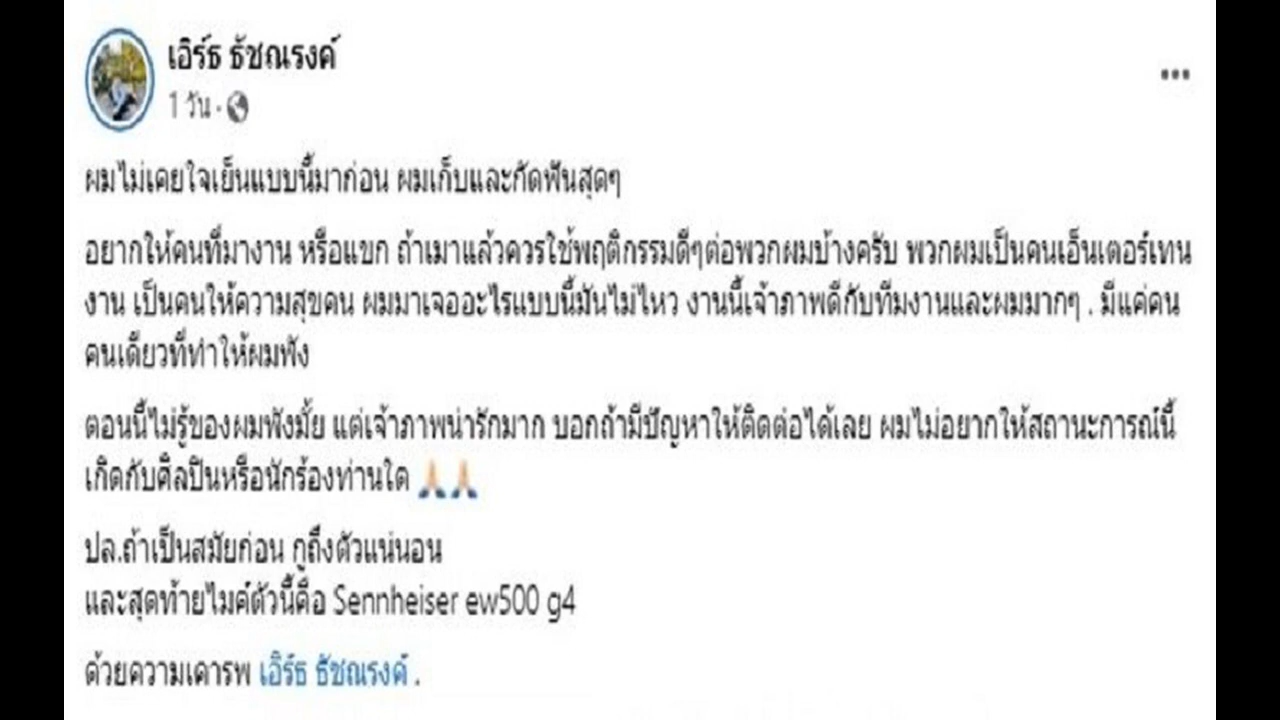 เอิร์ธ ธัชณรงค์
1 วัน ·
ผมไม่เคยใจเย็นแบบนี้มาก่อน ผมเก็บและกัดฟันสุดๆ
อยากให้คนที่มางาน หรือแขก ถ้าเมาแล้วควรใช้พฤติกรรมดีๆต่อพวกผมบ้างครับ พวกผมเป็นคนเอ็นเตอร์เทน
งาน เป็นคนให้ความสุขคน ผมมาเจออะไรแบบนี้มันไม่ไหว งานนี้เจ้าภาพดีกับทีมงานและผมมากๆ . มีแค่คน
คนเดียวที่ทำให้ผมพัง
ตอนนี้ไม่รู้ของผมพังมั้ย แต่เจ้าภาพน่ารักมาก บอกถ้ามีปัญหาให้ติดต่อได้เลย ผมไม่อยากให้สถานะการณ์นี้
เกิดกับศิลปินหรือนักร้องท่านใด 🙏🏻🙏🏻
ปล.ถ้าเป็นสมัยก่อน กูถึงตัวแน่นอน
และสุดท้ายไมค์ตัวนี้คือ Sennheiser ew500 g4
ด้วยความเคารพ เอิร์ธ ธัชณรงค์ .